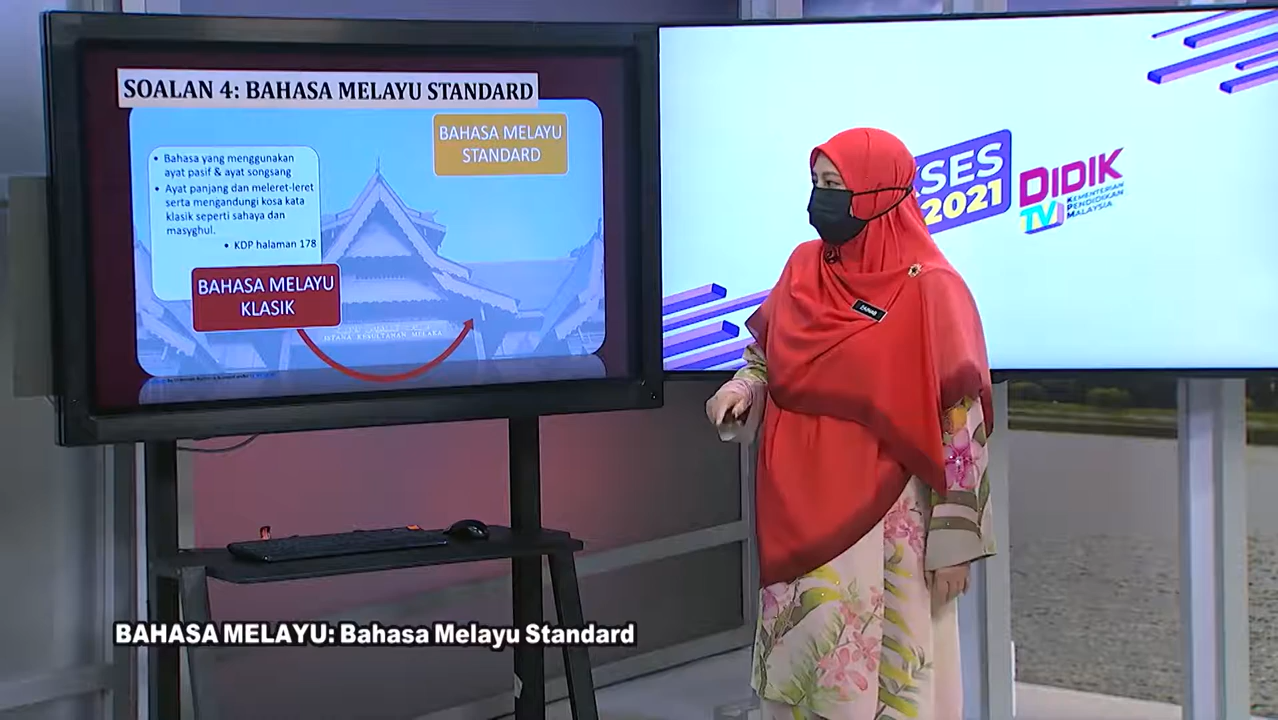 SOALAN 4: BAHASA MELAYU STANDARD
BAHASA MELAYU
STANDARD
• Bahasa yang menggunakan
ayat pasif & ayat songsang
• Ayat panjang dan meleret-leret
serta mengandungi kosa kata
klasik seperti sahaya dan
masyghul.
• KDP halaman 178
BAHASA MELAYU
KLASIK
ISTANA KESULTANAN MELAKA
KSES
2021
DIDIK
TV
KEMENTERIAN
PENDIDIKAN
MALAYSIA
ZAINAB
BAHASA MELAYU: Bahasa Melayu Standard